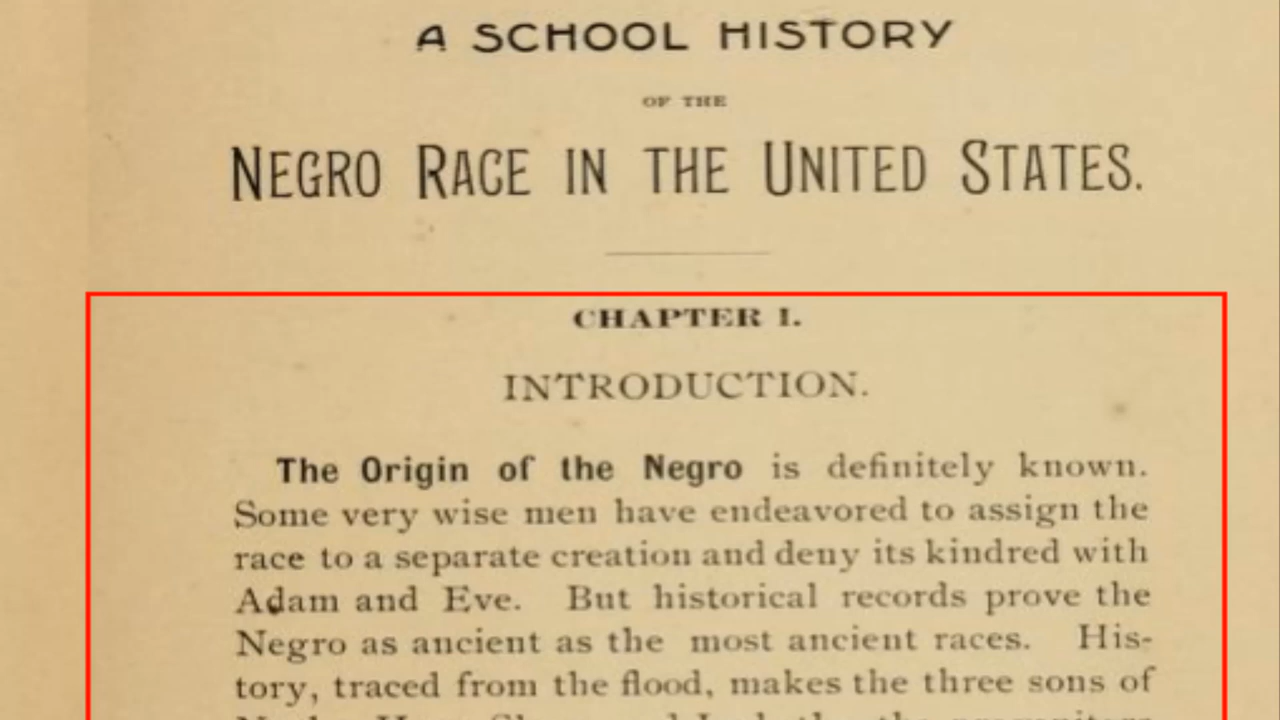 A SCHOOL HISTORY
OF THE
NEGRO RACE IN THE UNITED STATES.
CHAPTER I.
INTRODUCTION.
The Origin of the Negro is definitely known.
Some very wise men have endeavored to assign the
race to a separate creation and deny its kindred with
Adam and Eve. But historical records prove the
Negro as ancient as the most ancient races. His-
tory, traced from the flood, makes the three sons of